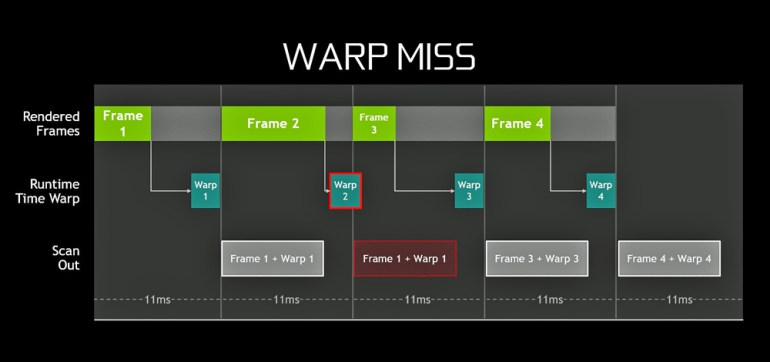 WARP MISS
Rendered
Frames
Frame
1
Frame 2
Frame
3
Frame 4
Runtime
Time Warp
Warp
1
Warp
2
Warp
3
Warp
4
Scan
Out
Frame 1 + Warp 1
Frame 1 + Warp 1
Frame 3 + Warp 3
Frame 4 + Warp 4
11ms
11ms
11ms
11ms
11ms